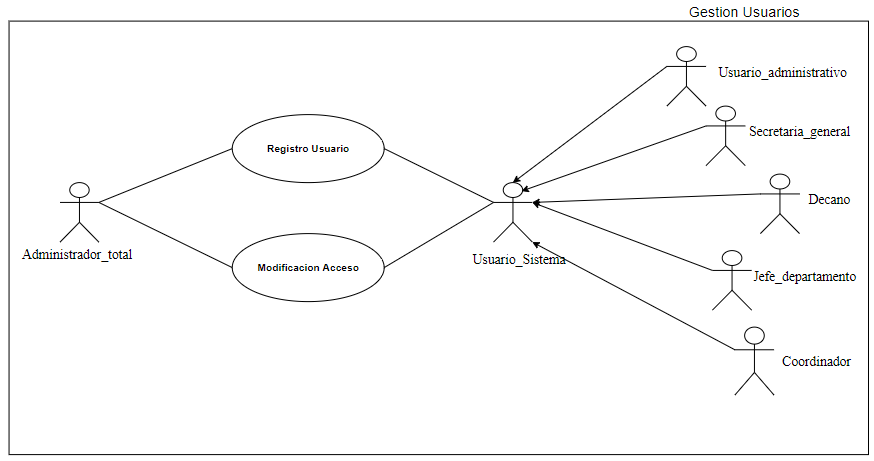 Gestion Usuarios
Usuario_administrativo
Secretaria_general
Registro Usuario
Decano
Administrador_total
Usuario_Sistema
Modificacion Acceso
Jefe_departamento
Coordinador